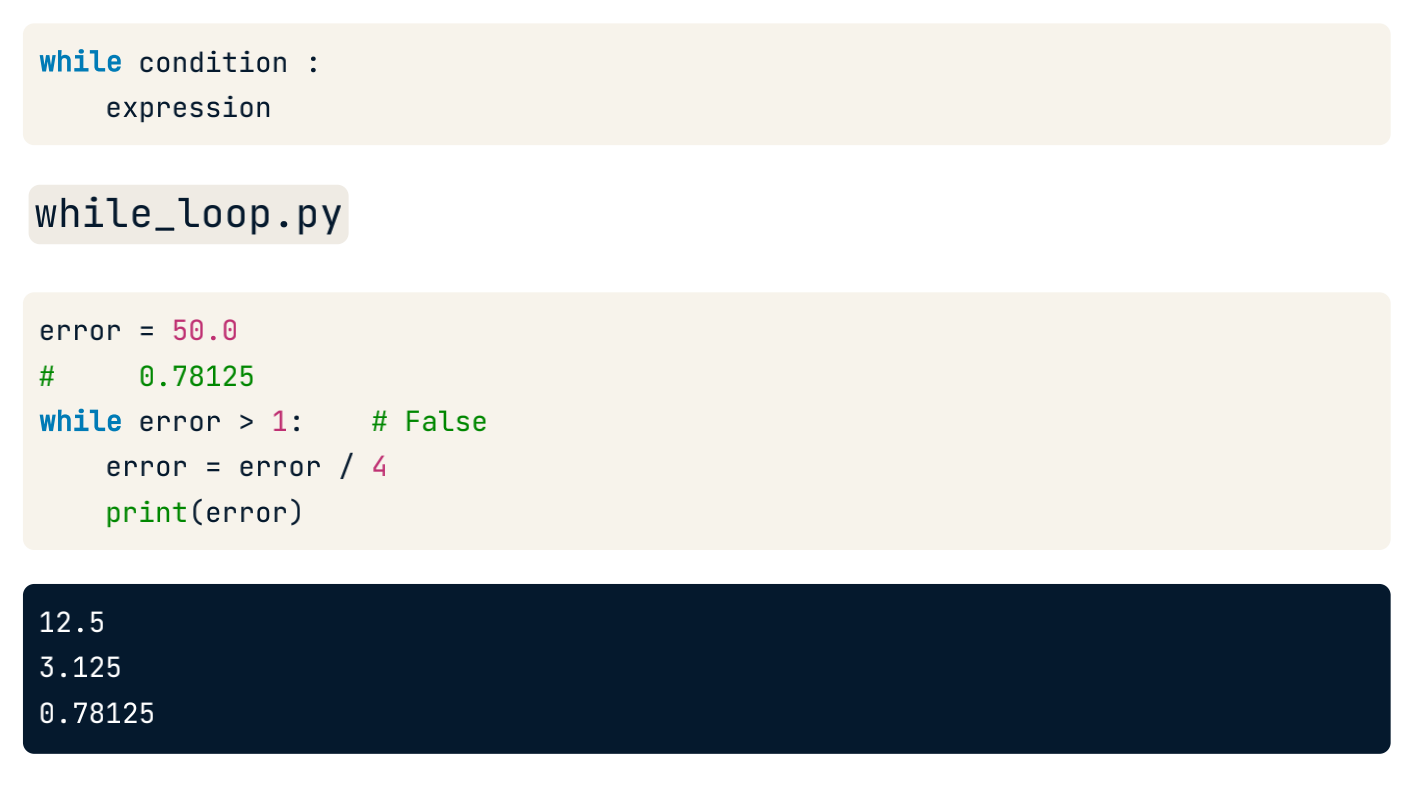 while condition :
    expression
while_loop.py
error = 50.0
#     0.78125
while error > 1:    # False
    error = error / 4
    print(error)
12.5
3.125
0.78125